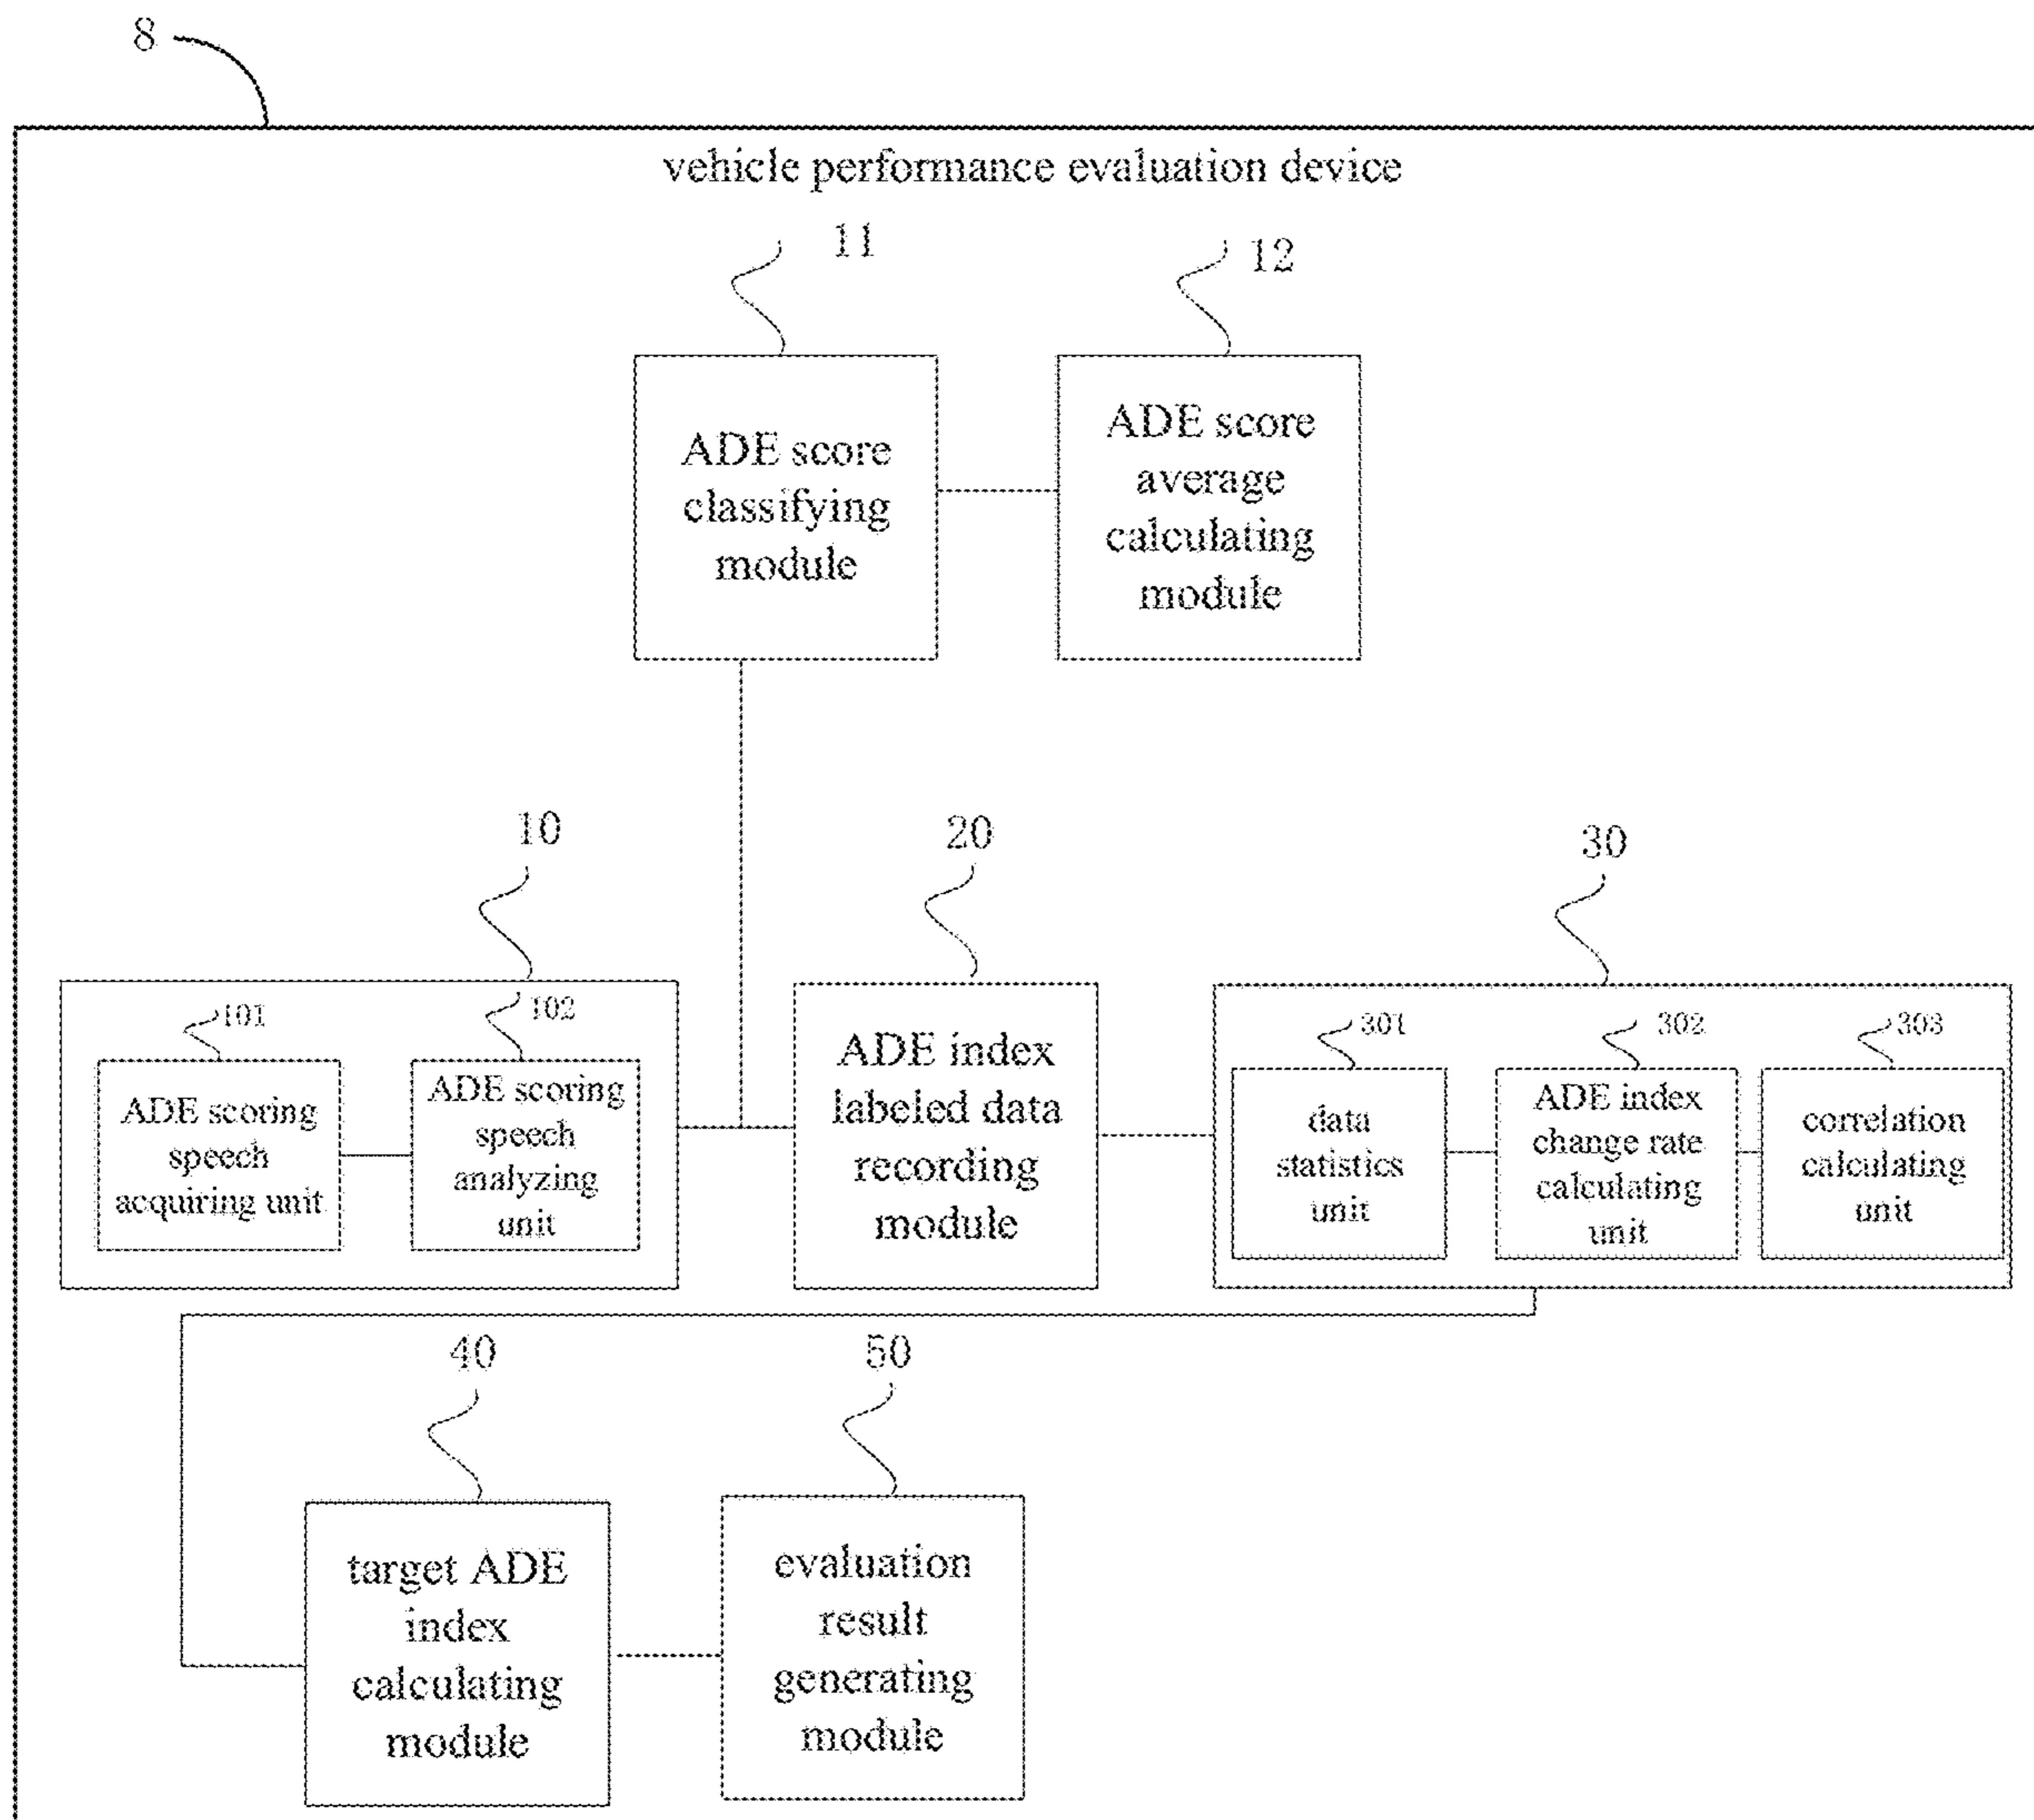 8
vehicle performance evaluation device
11
12
ADE score
classifying
module
ADE score
average
calculating
module
10
20
30
101
102
ADE scoring
speech
acquiring unit
ADE scoring
speech
analyzing
unit
ADE index
labeled data
recording
module
301
302
303
data
statistics
unit
ADE index
change rate
calculating
unit
correlation
calculating
unit
40
50
target ADE
index
calculating
module
evaluation
result
generating
module